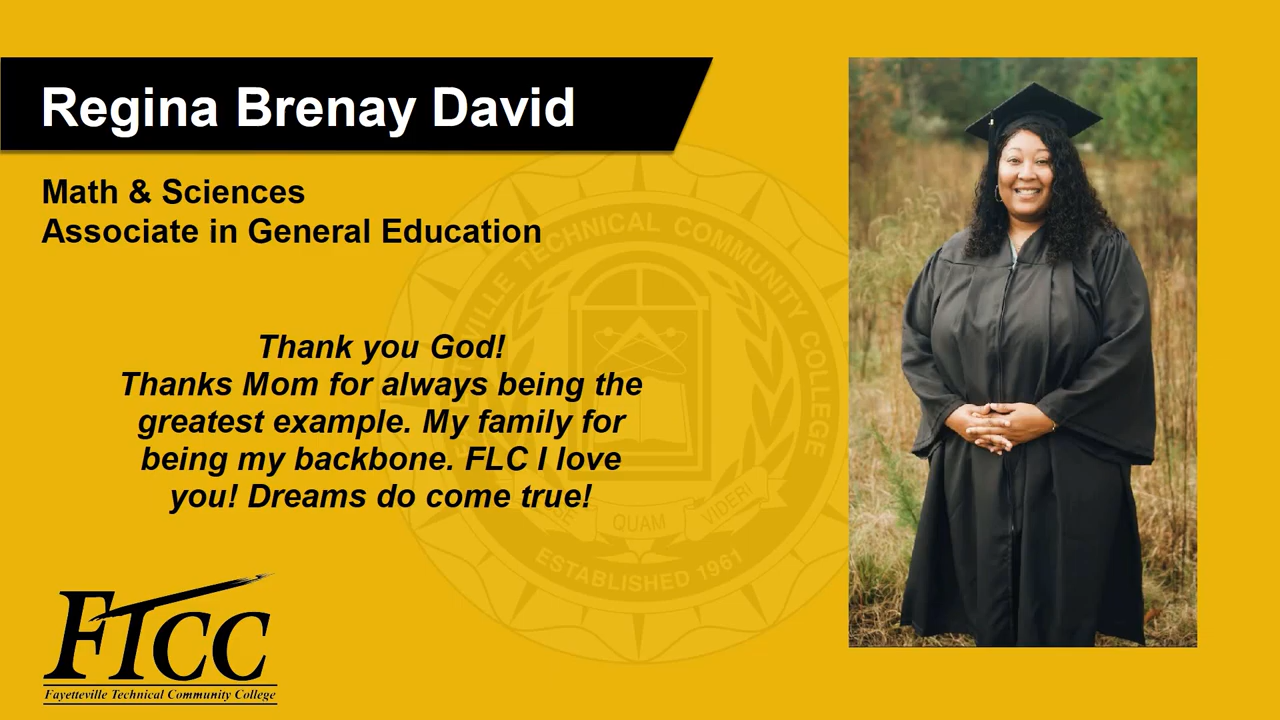 Regina Brenay David
Math & Sciences
Associate in General Education
Thank you God!
Thanks Mom for always being the
greatest example. My family for
being my backbone. FLC I love
you! Dreams do come true!
FAYETTEVILLE TECHNICAL COMMUNITY COLLEGE
QUAM VIDERI
ESTABLISHED 1961
FTCC
Fayetteville Technical Community College